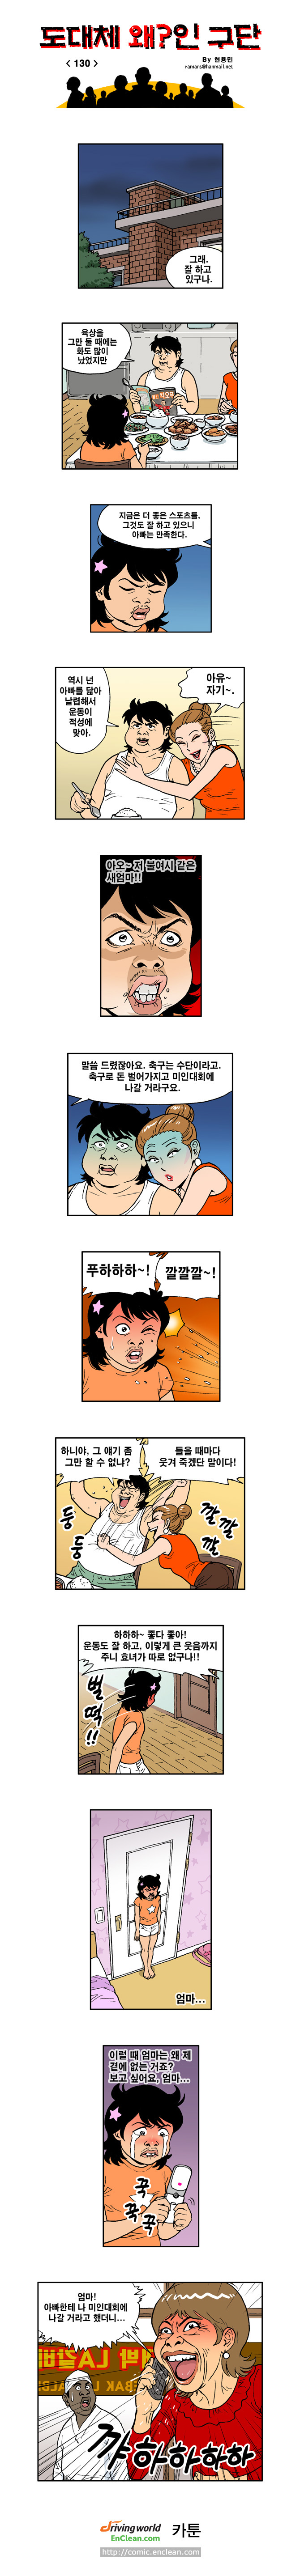 도대체 왜?인 구단
< 130 >
By 현용민
ramans@hanmail.net
그래.
잘 하고
있구나.
육상을
그만 둘 때에는
화도 많이
났었지만
지금은 더 좋은 스포츠를,
그것도 잘 하고 있으니
아빠는 만족한다.
역시 넌
아빠를 닮아
날렵해서
운동이
적성에
맞아.
아유~
자기~.
아오~ 저 불여시 같은
새엄마!!
말씀 드렸잖아요. 축구는 수단이라고.
축구로 돈 벌어가지고 미인대회에
나갈 거라구요.
푸하하하~!
깔깔깔~!
하니야, 그 얘기 좀
그만 할 수 없냐?
들을 때마다
웃겨 죽겠단 말이다!
둥
둥
깔
깔
깔
하하하~ 좋다 좋아!
운동도 잘 하고, 이렇게 큰 웃음까지
주니 효녀가 따로 없구나!!
벌
떡
!!
엄마...
이럴 때 엄마는 왜 제
곁에 없는 거죠?
보고 싶어요, 엄마...
꾹
꾹
꾹
엄마!
아빠한테 나 미인대회에
나갈 거라고 했더니...
박 LA갈비
꺄하하하하
drivingworld
EnClean.com
카툰
http://comic.enclean.com